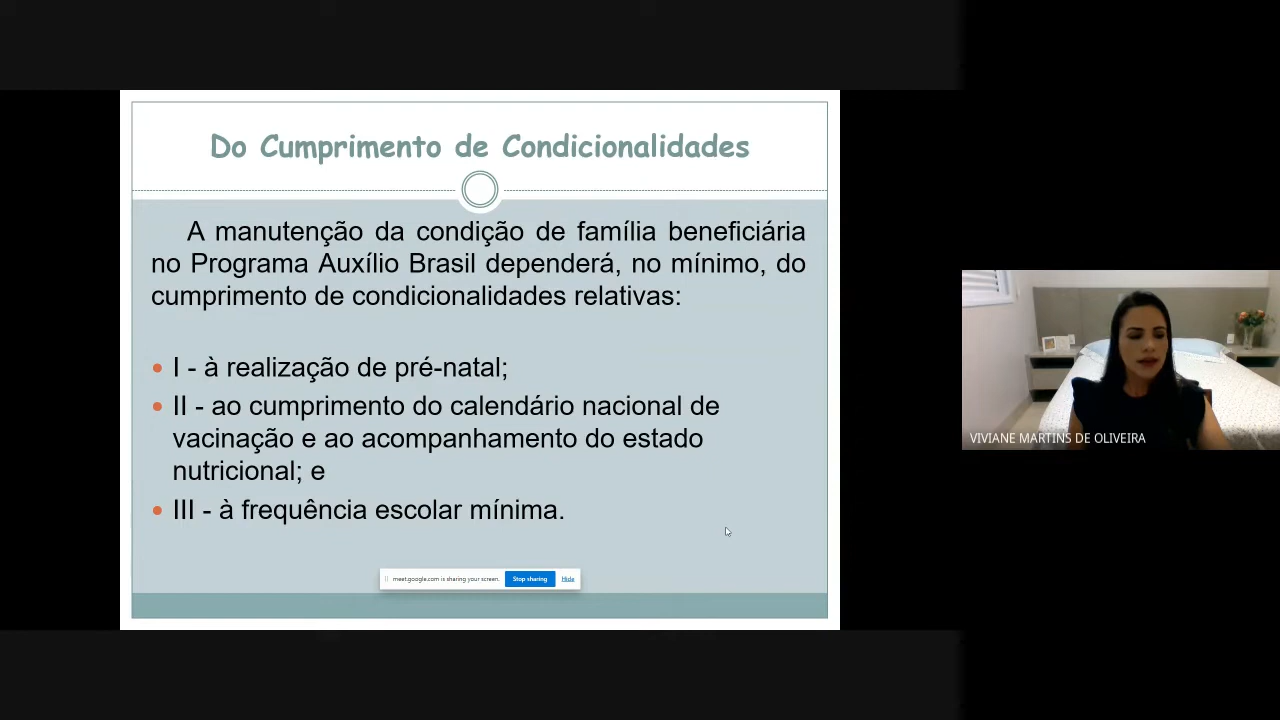 Do Cumprimento de Condicionalidades
A manutenção da condição de família beneficiária
no Programa Auxílio Brasil dependerá, no mínimo, do
cumprimento de condicionalidades relativas:
I - à realização de pré-natal;
II - ao cumprimento do calendário nacional de
vacinação e ao acompanhamento do estado
nutricional; e
III - à frequência escolar mínima.
meet.google.com is sharing your screen.
Stop sharing
Hide
VIVIANE MARTINS DE OLIVEIRA